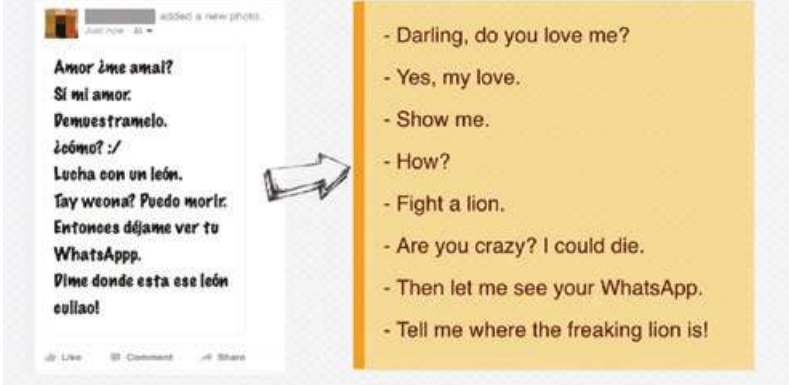 added a new photo.
Just now
Amor ¿me amai?
Sí mi amor.
Demuestramelo.
¿cómo? :/
Lucha con un león.
Tay weona? Puedo morir.
Entonces déjame ver tu
WhatsAppp.
Dime donde esta ese león
culiao!
Like Comment Share
- Darling, do you love me?
- Yes, my love.
- Show me.
- How?
- Fight a lion.
- Are you crazy? I could die.
- Then let me see your WhatsApp.
- Tell me where the freaking lion is!